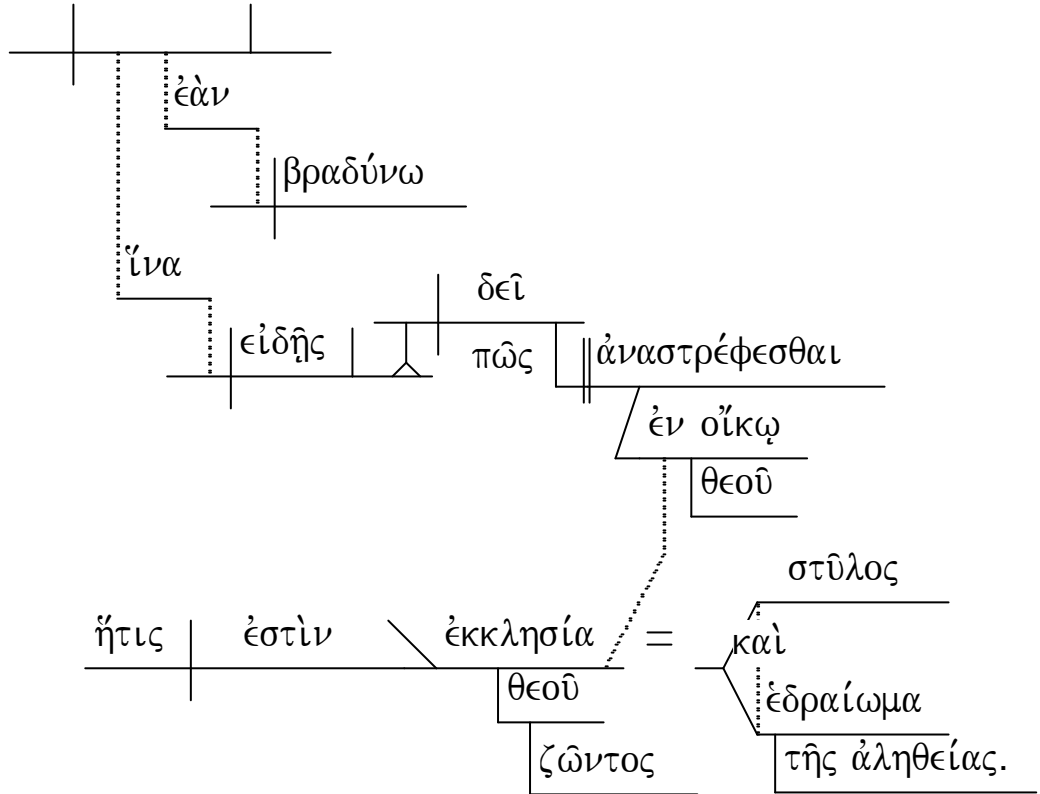 ἐὰν
βραδύνω
ἵνα
εἰδῇς
δεῖ
πῶς
ἀναστρέφεσθαι
ἐν οἴκῳ
θεοῦ
ἥτις ἐστὶν ἐκκλησία =
στῦλος
καὶ
ἑδραίωμα
τῆς ἀληθείας.
θεοῦ
ζῶντος